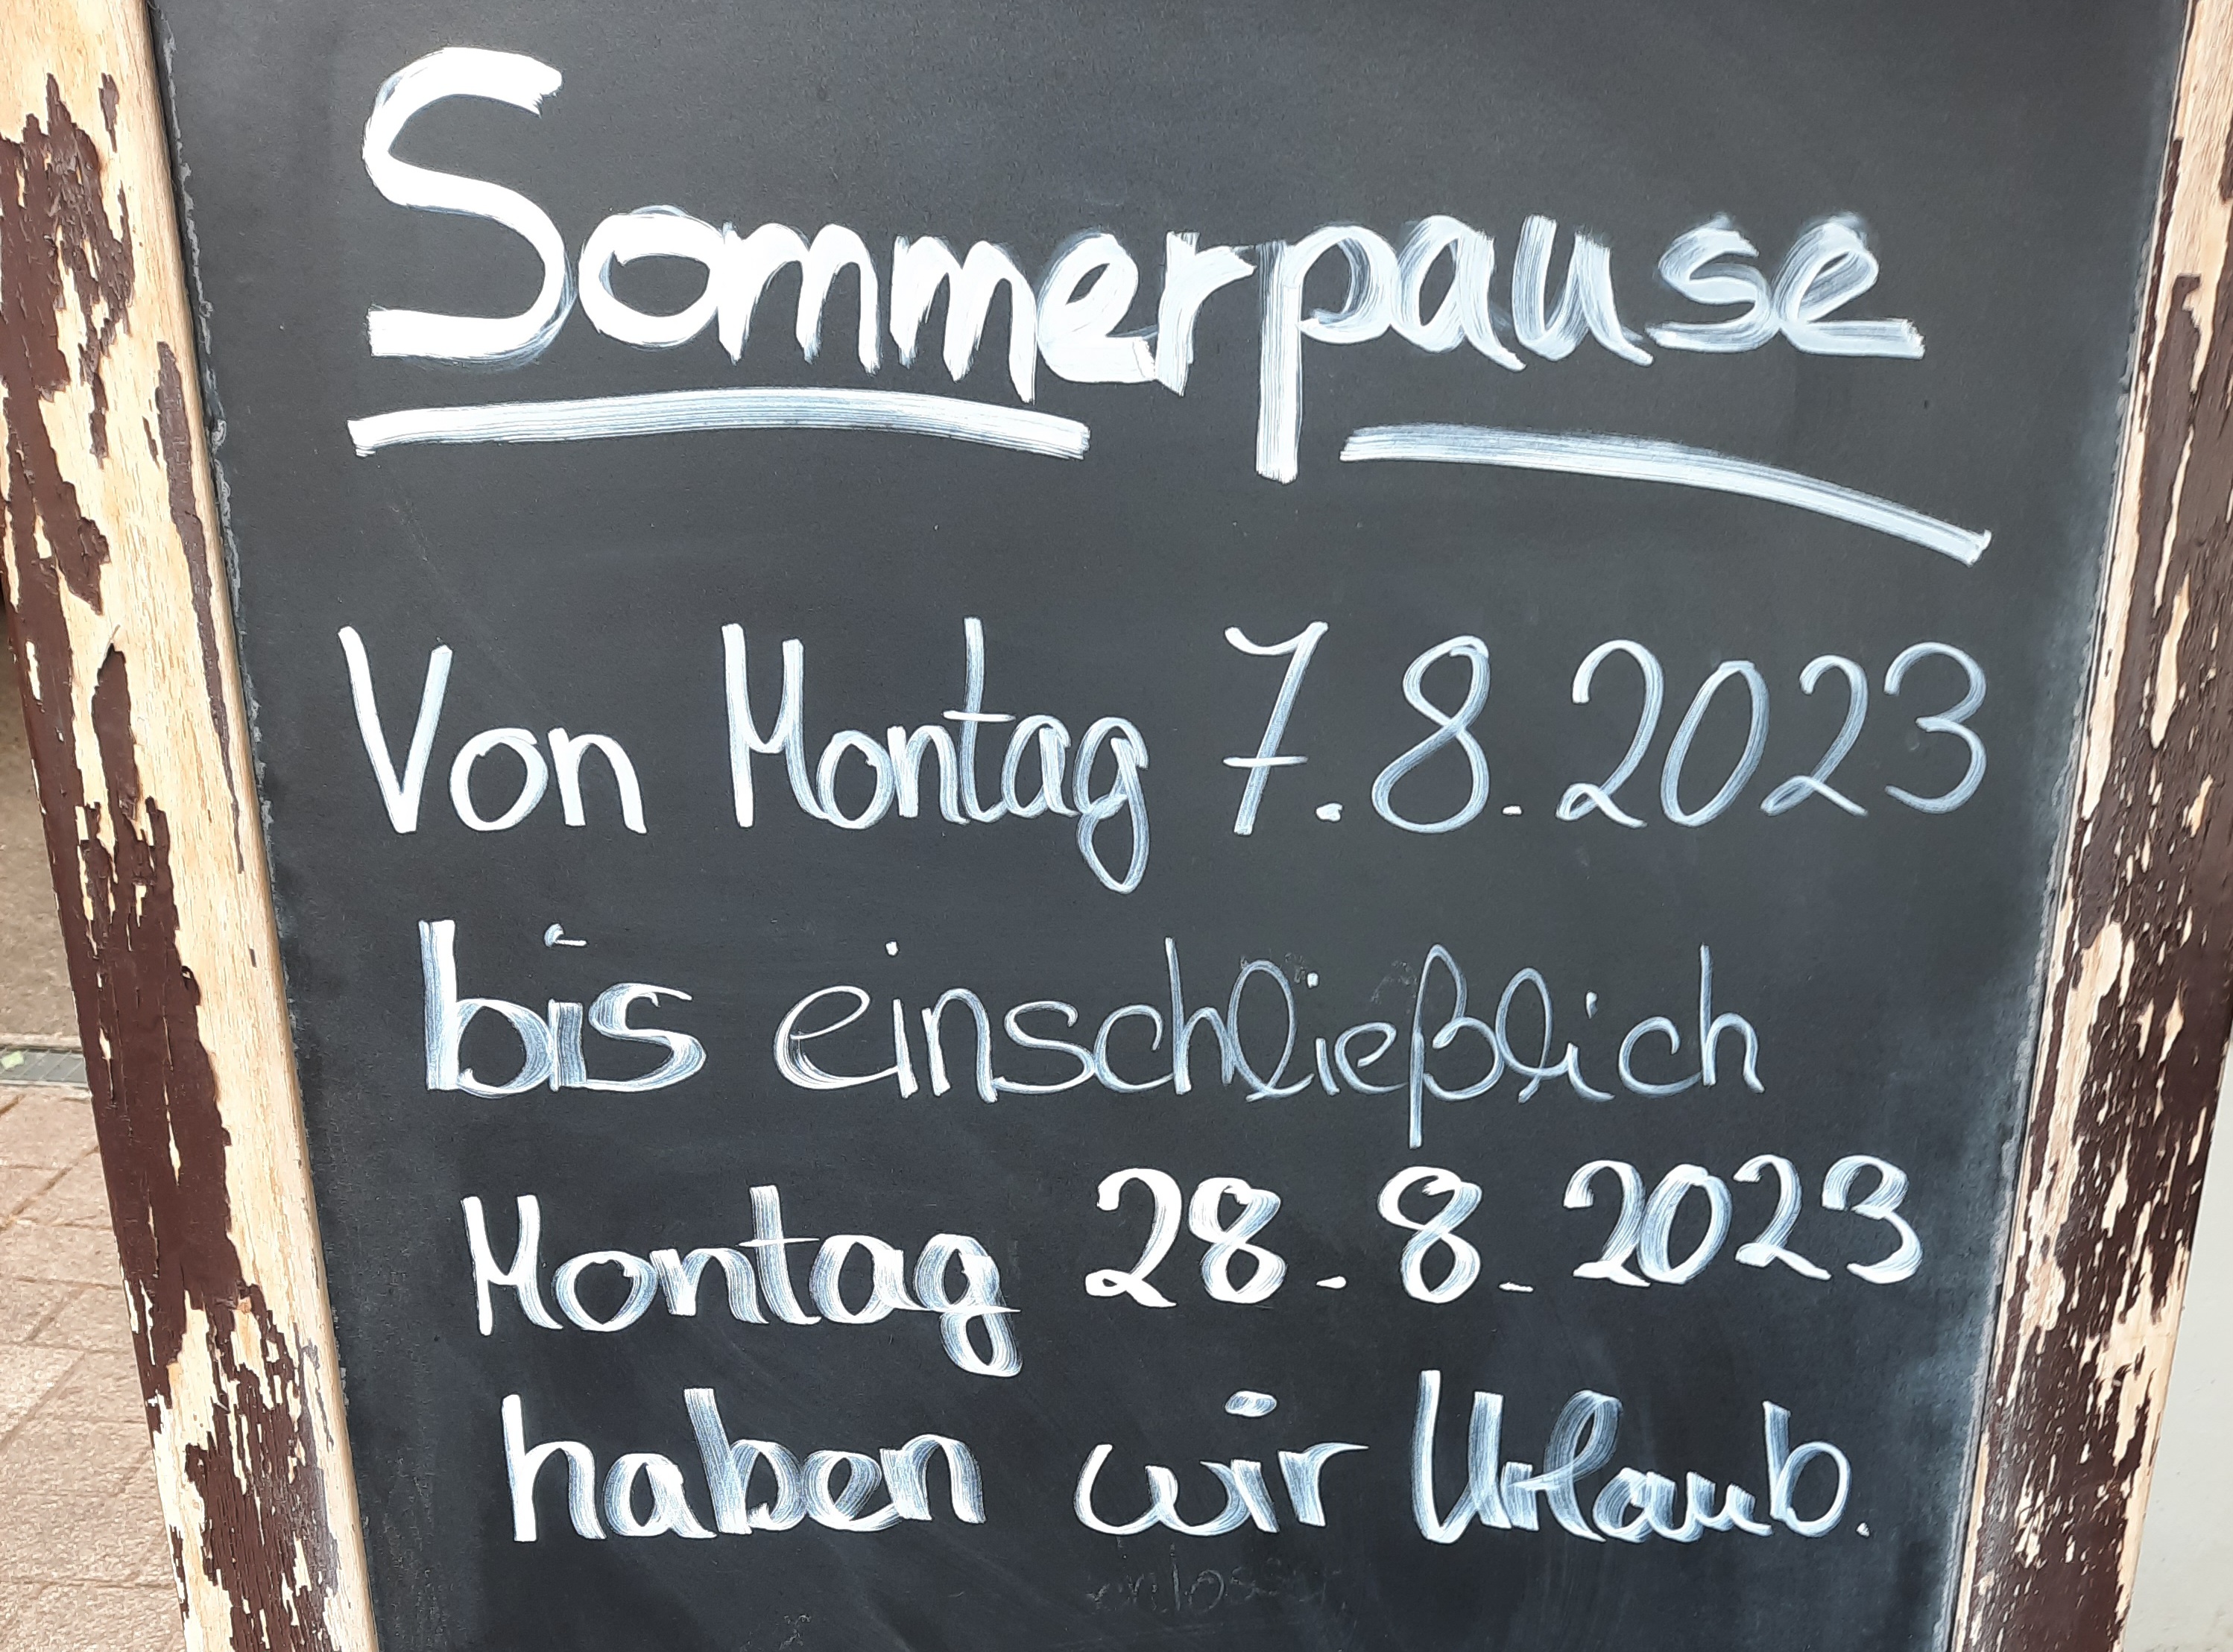 Sommerpause
Von Montag 7.8.2023
bis einschließlich
Montag 28.8.2023
haben wir Urlaub.